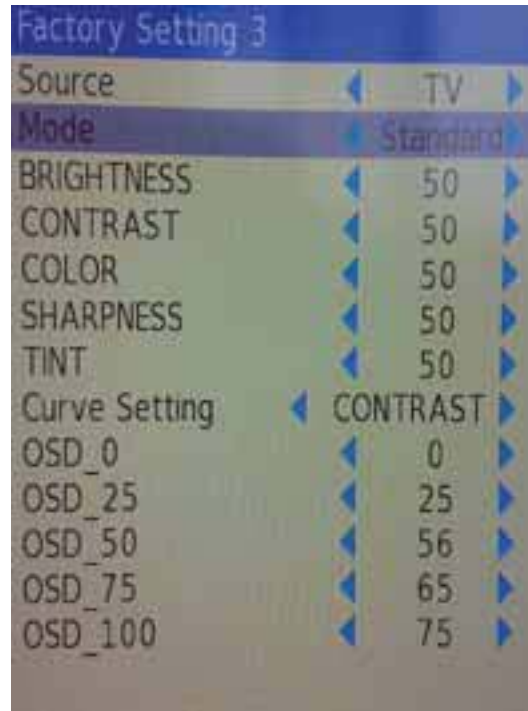 Factory Setting 3
Source TV
Mode Standard
BRIGHTNESS 50
CONTRAST 50
COLOR 50
SHARPNESS 50
TINT 50
Curve Setting CONTRAST
OSD_0 0
OSD_25 25
OSD_50 56
OSD_75 65
OSD_100 75